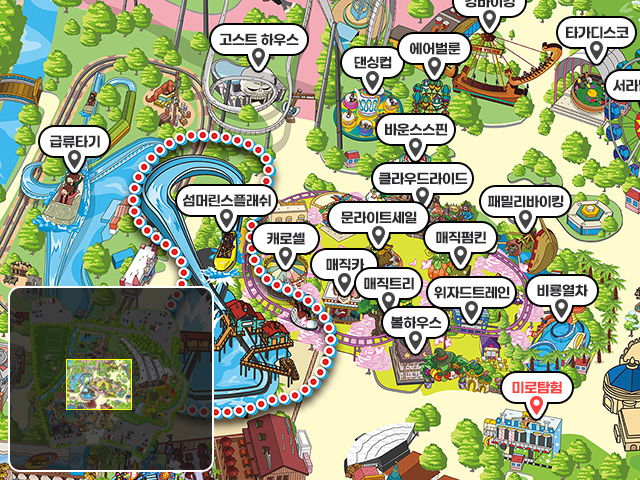 고스트 하우스
댄싱컵
에어벌룬
타가디스코
급류타기
바운스스핀
클라우드라이드
섬머린스플래쉬
문라이트세일
패밀리바이킹
캐로셀
매직펌킨
매직카
매직트리
위자드트레인
비룡열차
볼하우스
미로탐험